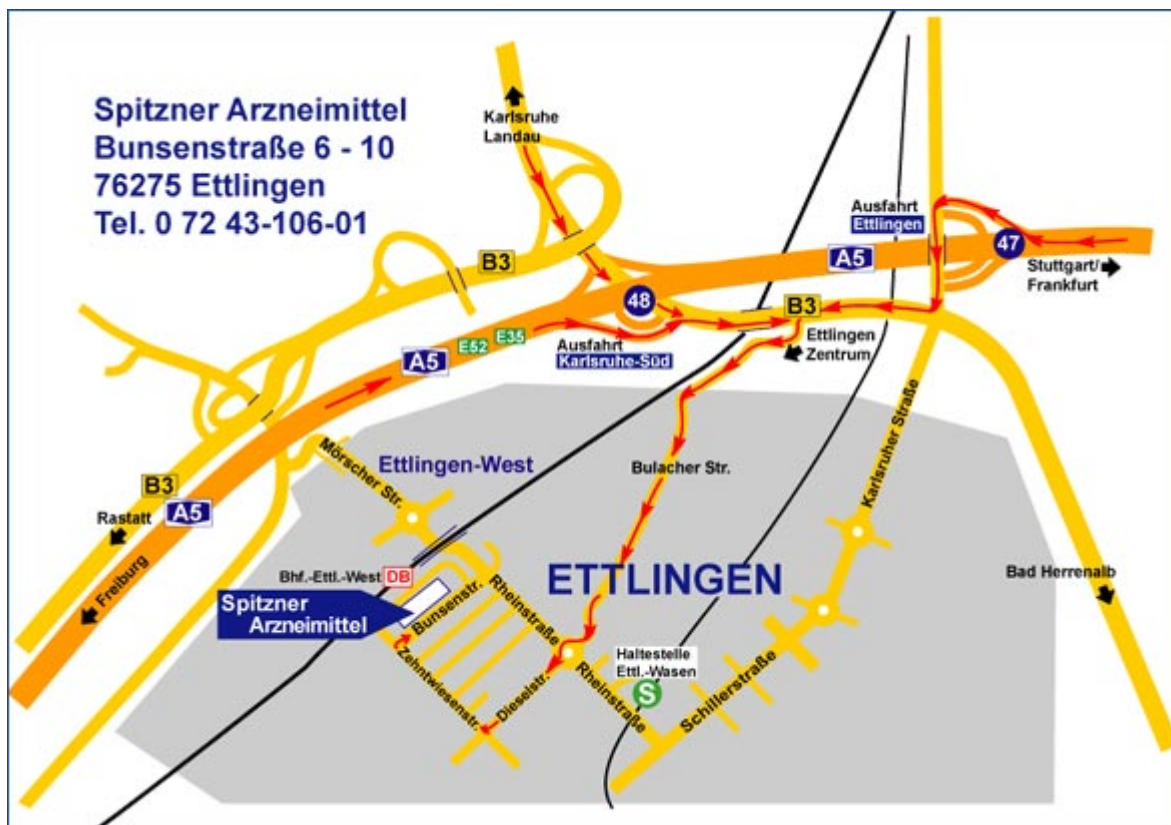 Spitzner Arzneimittel
Bunsenstraße 6 - 10
76275 Ettlingen
Tel. 0 72 43-106-01
Karlsruhe
Landau
Ausfahrt
Ettlingen
47
B3
A5
Stuttgart/
Frankfurt
48
B3
E52
E35
Ausfahrt
Karlsruhe-Süd
Ettlingen
Zentrum
A5
Mörscher Str.
Ettlingen-West
Bulacher Str.
Karlsruher Straße
B3
A5
Rastatt
Freiburg
Bhf.-Ettl.-West
DB
Spitzner
Arzneimittel
Bunsenstr.
Rheinstraße
ETTLINGEN
Bad Herrenalb
Zehntwiesenstr.
Dieselstr.
Rheinstraße
Haltestelle
Ettl.-Wasen
S
Schillerstraße